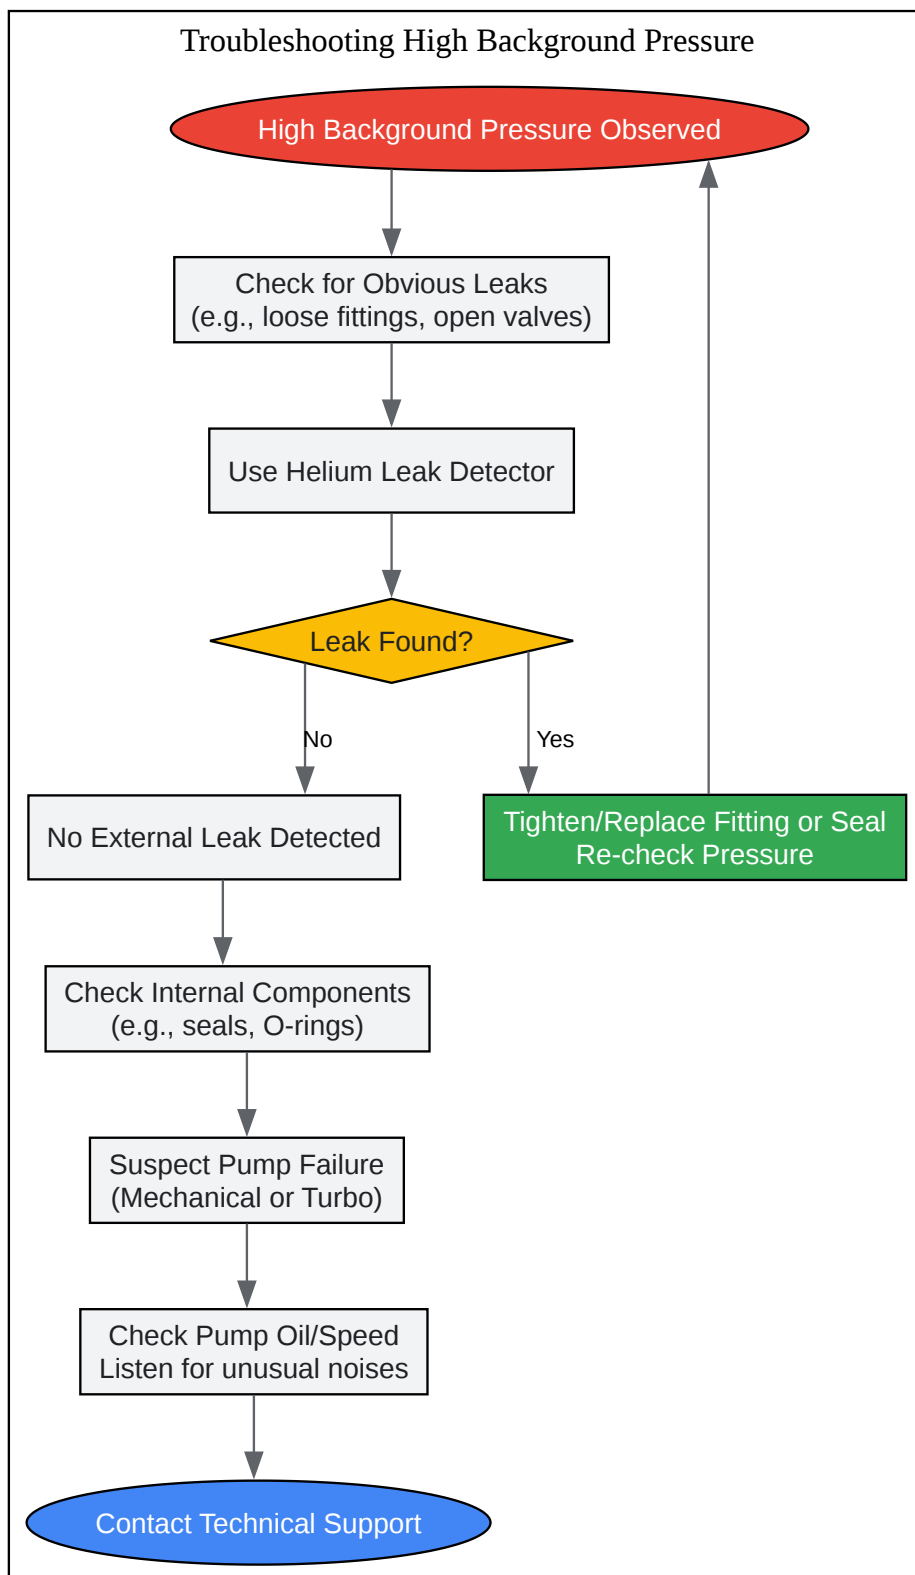 Troubleshooting High Background Pressure
High Background Pressure Observed
Check for Obvious Leaks
(e.g., loose fittings, open valves)
Use Helium Leak Detector
Leak Found?
No
Yes
No External Leak Detected
Tighten/Replace Fitting or Seal
Re-check Pressure
Check Internal Components
(e.g., seals, O-rings)
Suspect Pump Failure
(Mechanical or Turbo)
Check Pump Oil/Speed
Listen for unusual noises
Contact Technical Support